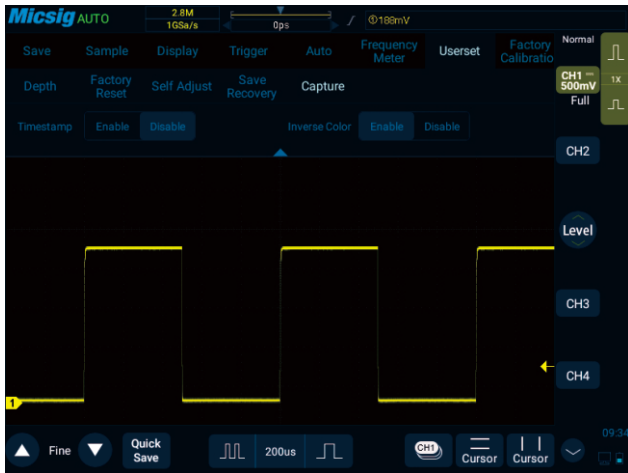 Micsig AUTO
2.8M
1GSa/s
0ps
①188mV
Save
Sample
Display
Trigger
Auto
Frequency
Meter
Userset
Factory
Calibratio
Normal
Depth
Factory
Reset
Self Adjust
Save
Recovery
Capture
CH1
500mV
Full
1X
Timestamp
Enable
Disable
Inverse Color
Enable
Disable
CH2
Level
CH3
CH4
1
Fine
Quick
Save
200us
CH1
Cursor
Cursor
09:34